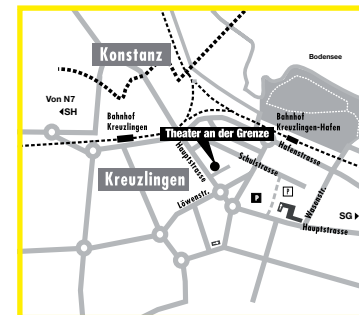 Konstanz
Bodensee
Von N7
◄SH
Bahnhof
Kreuzlingen
Bahnhof
Kreuzlingen-Hafen
Theater an der Grenze
Hauptstrasse
Hafenstrasse
Schulstrasse
Kreuzlingen
Löwenstr.
P
?
Wasenstr.
SG►
Hauptstrasse